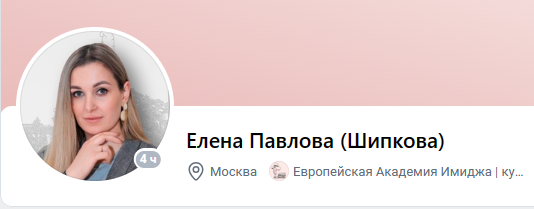 4 ч
Елена Павлова (Шипкова)
Москва Европейская Академия Имиджа | ку...